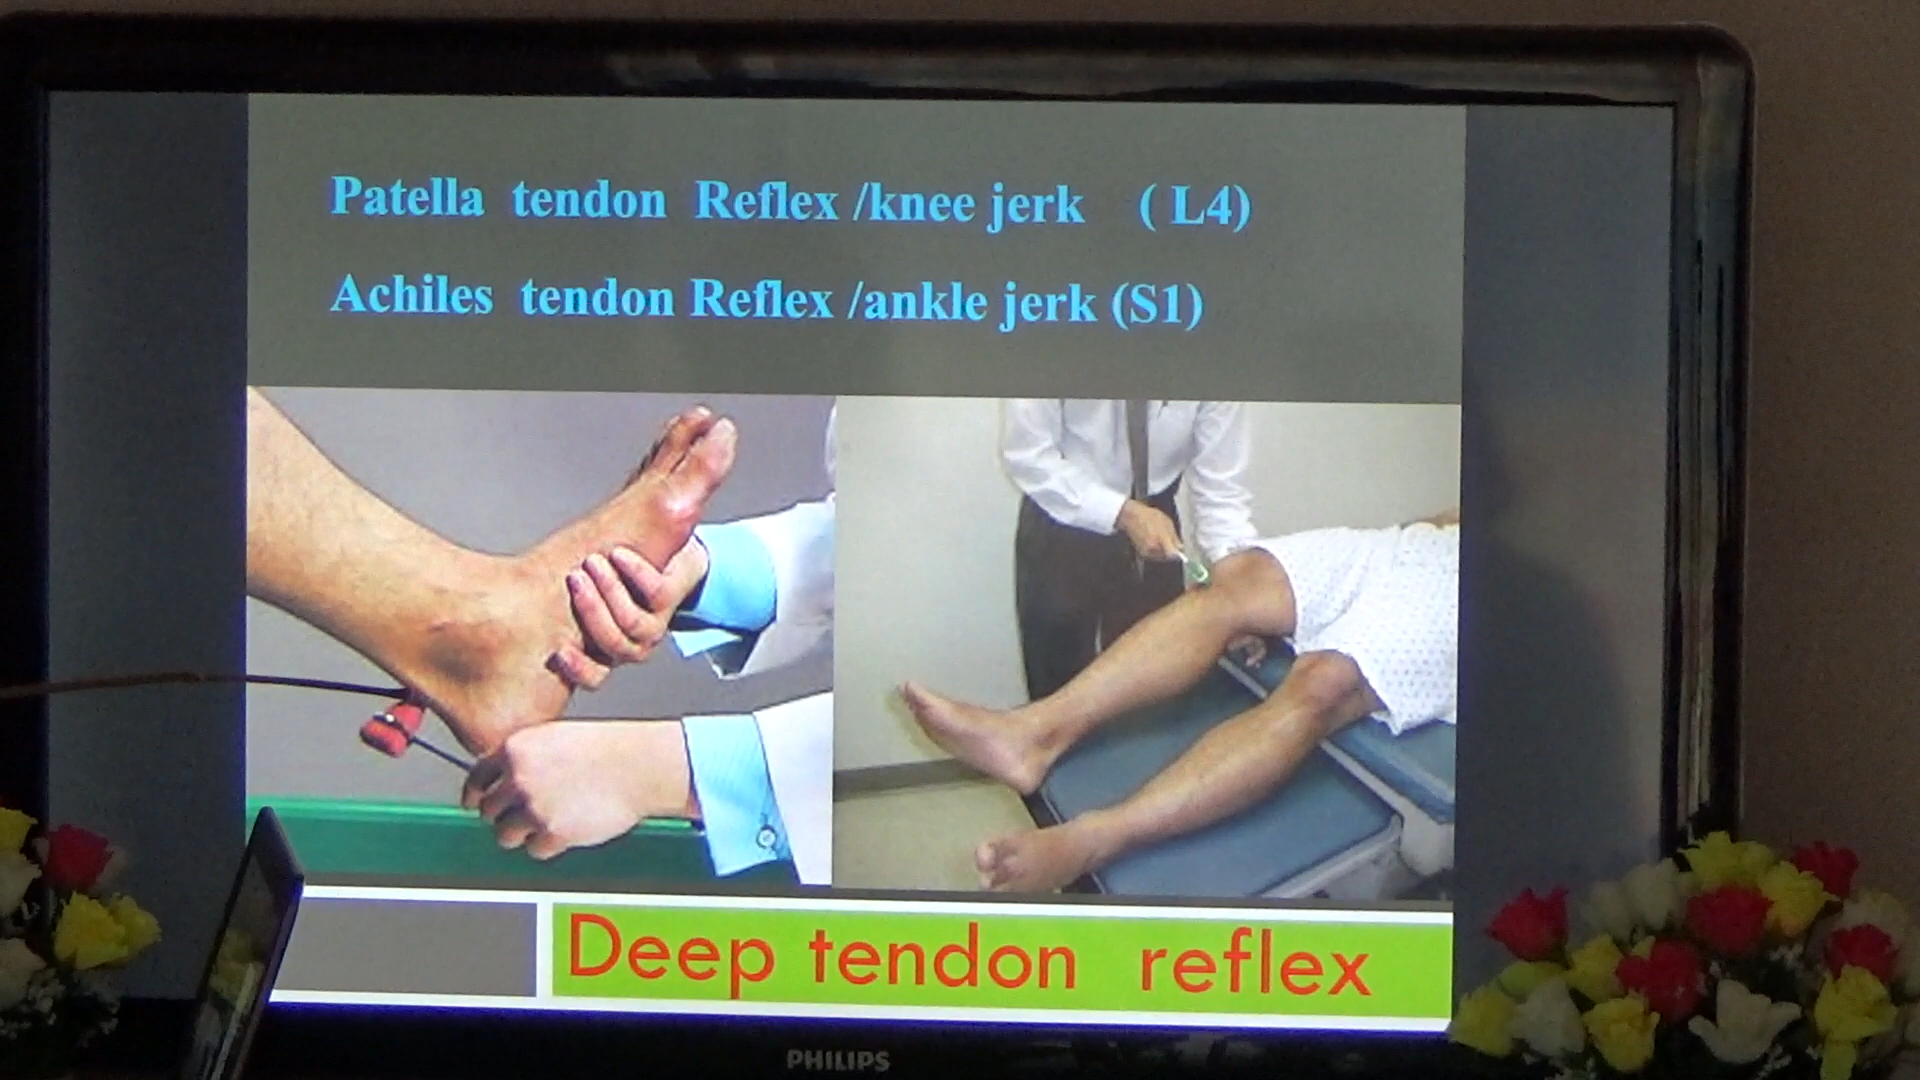 Patella tendon Reflex /knee jerk ( L4)
Achiles tendon Reflex /ankle jerk (S1)
Deep tendon reflex
PHILIPS